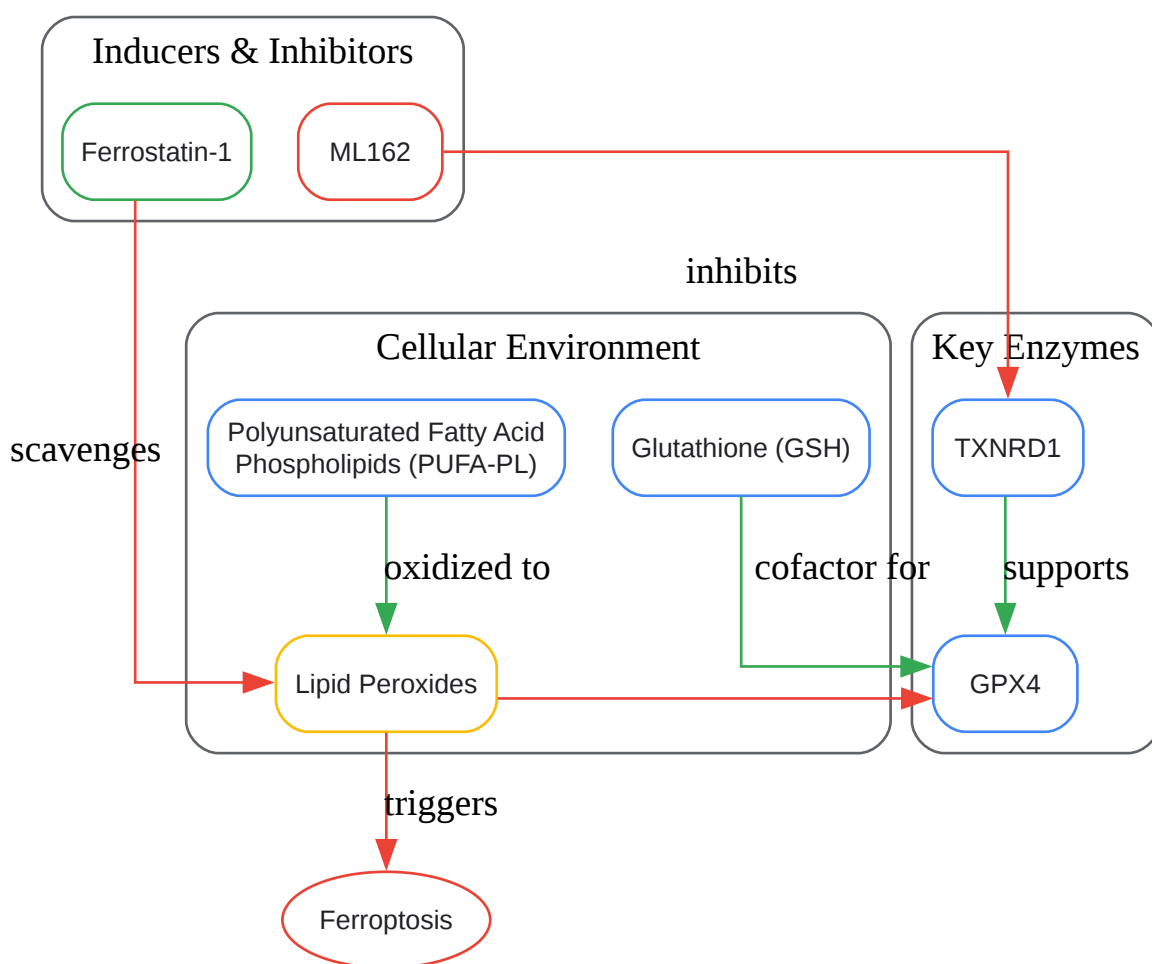 Inducers & Inhibitors
Ferrostatin-1
ML162
inhibits
Cellular Environment
Key Enzymes
scavenges
Polyunsaturated Fatty Acid
Phospholipids (PUFA-PL)
Glutathione (GSH)
TXNRD1
oxidized to
cofactor for
supports
Lipid Peroxides
GPX4
triggers
Ferroptosis